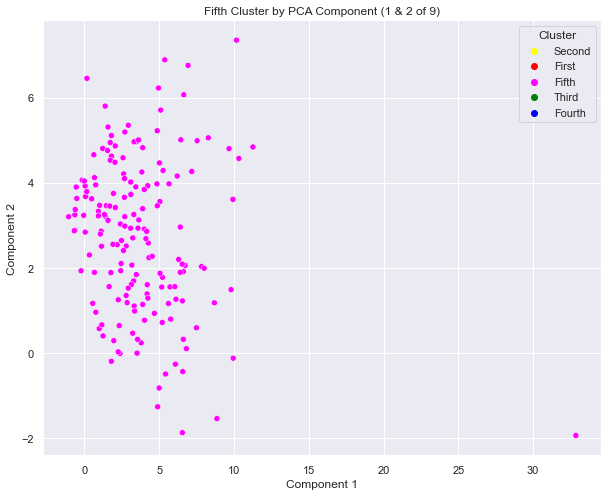 Fifth Cluster by PCA Component (1 & 2 of 9)
Cluster
Second
First
Fifth
Third
Fourth
Component 2
6
4
2
0
−2
0
5
10
15
20
25
30
Component 1